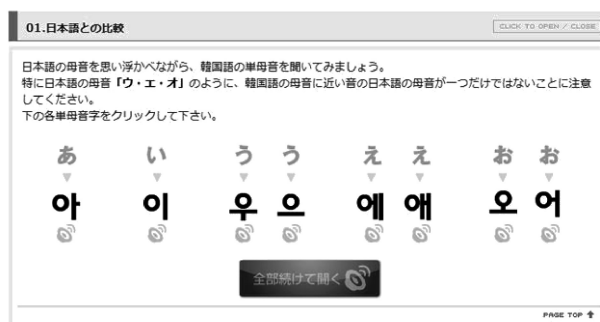 01.日本語との比較
CLICK TO OPEN / CLOSE
日本語の母音を思い浮かべながら、韓国語の単母音を聞いてみましょう。
特に日本語の母音「ウ・エ・オ」のように、韓国語の母音に近い音の日本語の母音が一つだけではないことに注意
してください。
下の各単母音字をクリックして下さい。
あ い う う え え お お
아 이 우 으 에 애 오 어
全部続けて聞く
PAGE TOP